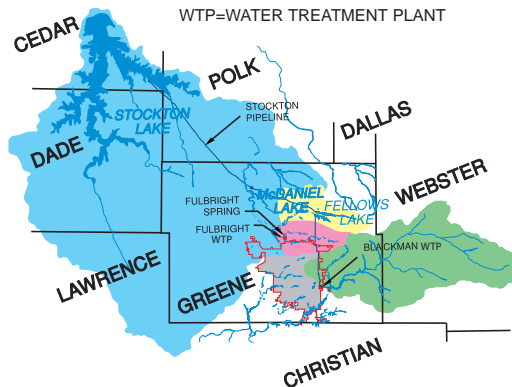 WTP=WATER TREATMENT PLANT
CEDAR
POLK
STOCKTON
PIPELINE
STOCKTON
LAKE
DALLAS
DADE
WEBSTER
McDANIEL
LAKE
FELLOWS
LAKE
FULBRIGHT
SPRING
FULBRIGHT
WTP
BLACKMAN WTP
LAWRENCE
GREENE
CHRISTIAN